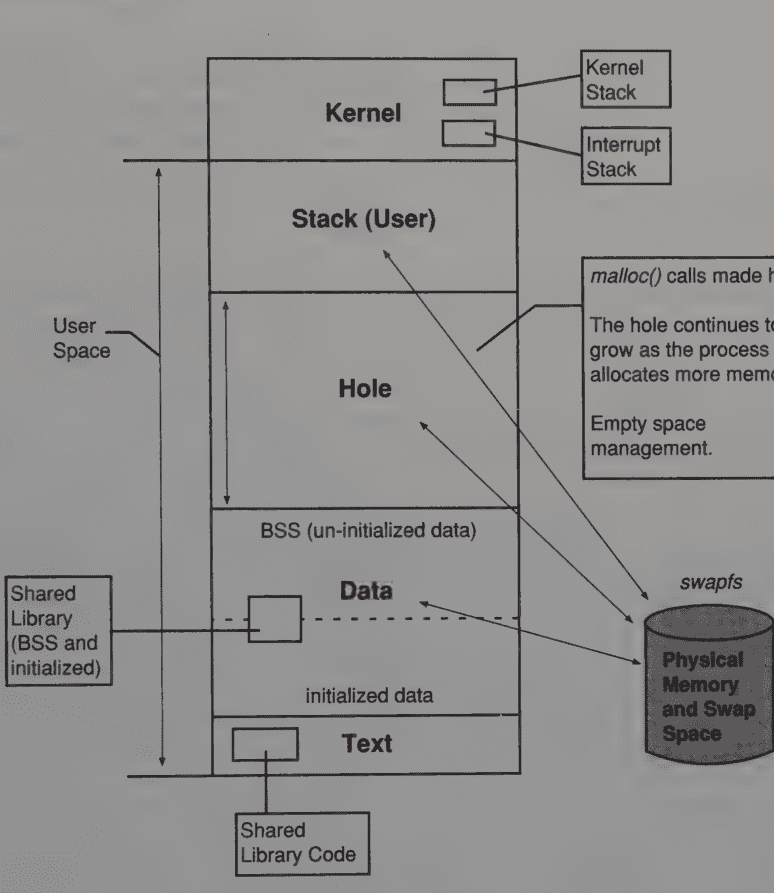 Kernel
Kernel
Stack
Interrupt
Stack
Stack (User)
malloc() calls made
The hole continues
grow as the process
allocates more
Empty space
management.
User
Space
Hole
BSS (un-initialized data)
Data
Shared
Library
(BSS and
initialized)
initialized data
Text
Shared
Library Code
swapfs
Physical
Memory
and Swap
Space